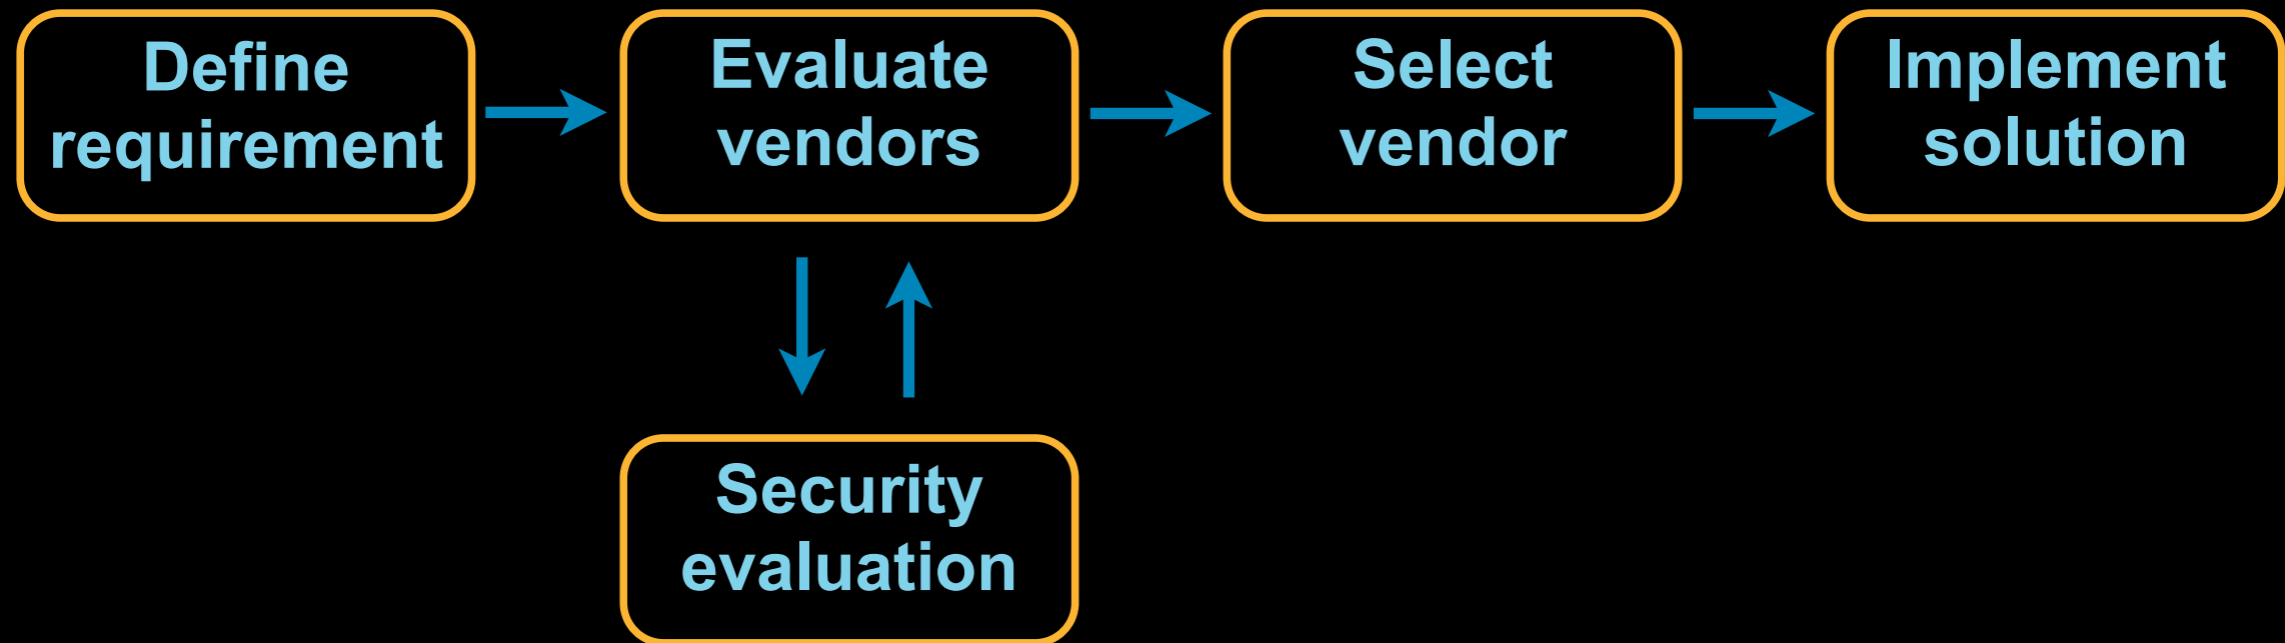 Define
requirement
Evaluate
vendors
Select
vendor
Implement
solution
Security
evaluation